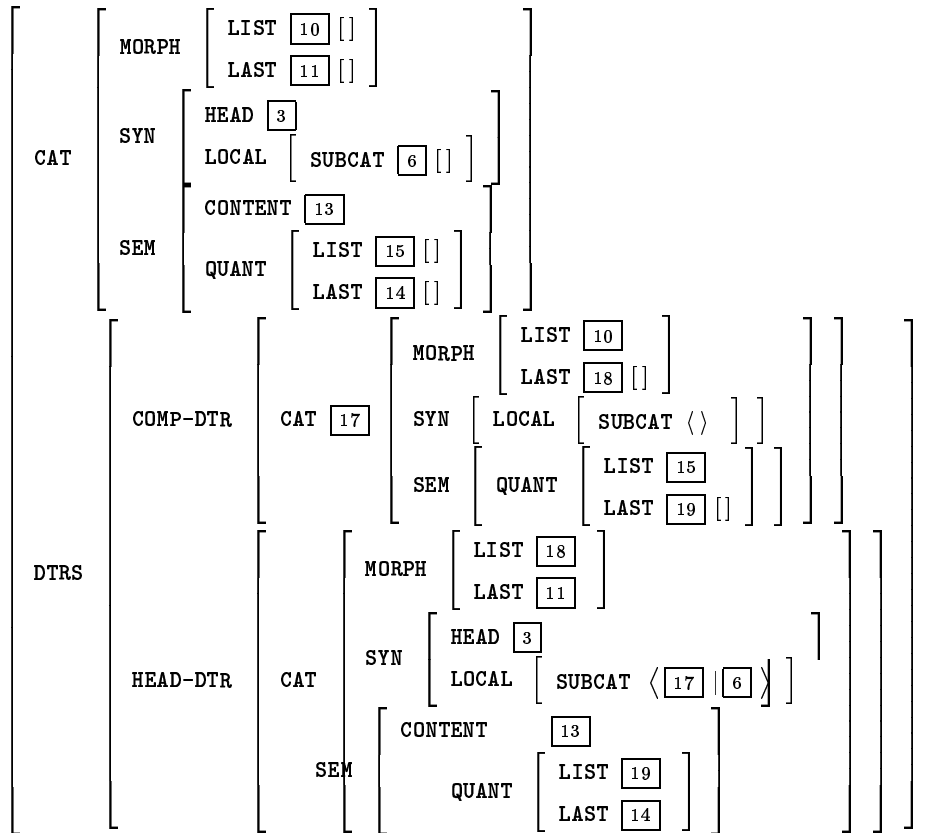 MORPH LIST 10 []
LAST 11 []
SYN HEAD 3
CAT LOCAL SUBCAT 6 []
CONTENT 13
SEM QUANT LIST 15 []
LAST 14 []
COMP-DTR CAT 17 MORPH LIST 10
LAST 18 []
SYN LOCAL SUBCAT ⟨ ⟩
SEM QUANT LIST 15
LAST 19 []
DTRS
HEAD-DTR CAT MORPH LIST 18
LAST 11
SYN HEAD 3
LOCAL SUBCAT ⟨ 17 | 6 ⟩
SEM CONTENT 13
QUANT LIST 19
LAST 14